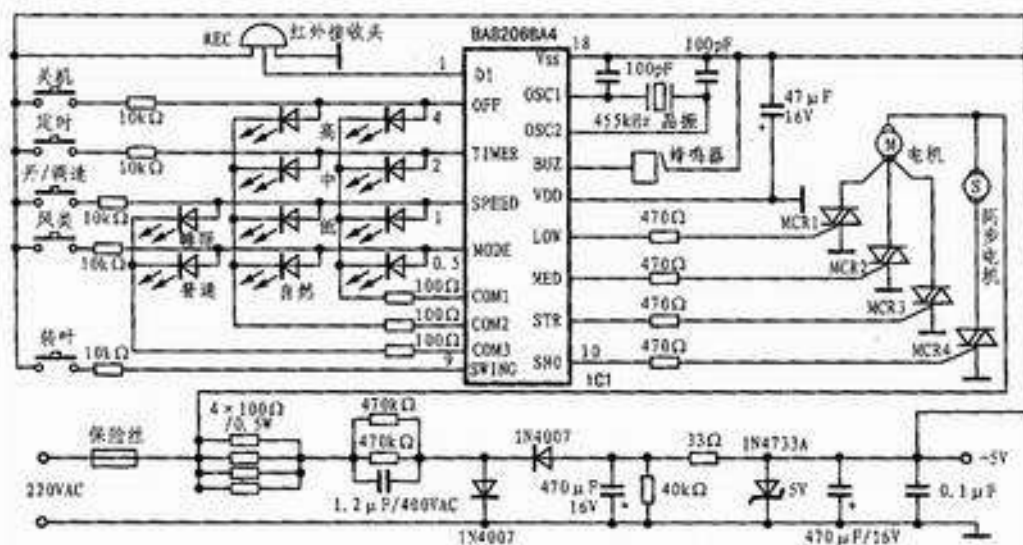 REC
红外接收头
BA8206BA4
关机
10kΩ
定时
10kΩ
开/调速
10kΩ
风类
10kΩ
转叶
10kΩ
高
中
低
睡眠
普通
自然
4
2
1
0.5
100Ω
100Ω
100Ω
1
D1
OFF
TIMER
SPEED
MODE
COM1
COM2
COM3
9
SWING
18
Vss
OSC1
OSC2
BUZ
VDD
LOW
MED
STR
SHO
10
IC1
100pF
100pF
455kHz 晶振
蜂鸣器
47μF
16V
470Ω
470Ω
470Ω
470Ω
MCR1
MCR2
MCR3
MCR4
M
电机
S
同步电机
220VAC
保险丝
4×100Ω
/0.5W
470kΩ
470kΩ
1.2μF/400VAC
1N4007
1N4007
470μF
16V
40kΩ
33Ω
1N4733A
5V
470μF/16V
0.1μF
-5V